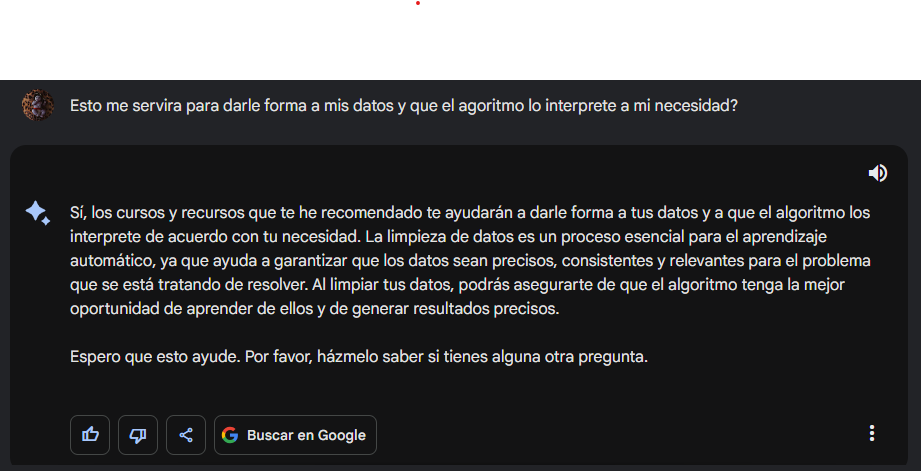 Esto me servira para darle forma a mis datos y que el agoritmo lo interprete a mi necesidad?
Sí, los cursos y recursos que te he recomendado te ayudarán a darle forma a tus datos y a que el algoritmo los
interprete de acuerdo con tu necesidad. La limpieza de datos es un proceso esencial para el aprendizaje
automático, ya que ayuda a garantizar que los datos sean precisos, consistentes y relevantes para el problema
que se está tratando de resolver. Al limpiar tus datos, podrás asegurarte de que el algoritmo tenga la mejor
oportunidad de aprender de ellos y de generar resultados precisos.
Espero que esto ayude. Por favor, házmelo saber si tienes alguna otra pregunta.
Buscar en Google